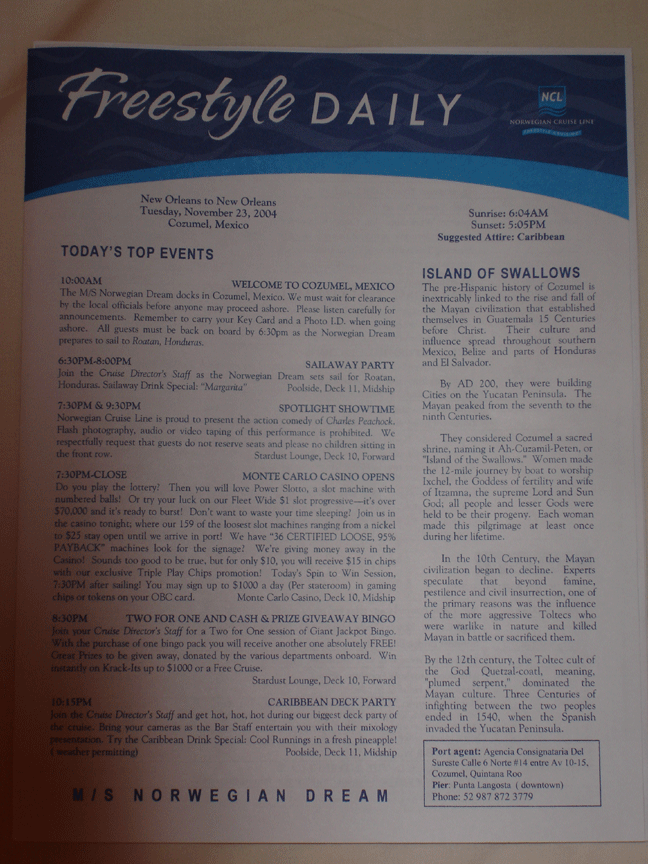 Freestyle DAILY
NCL
NORWEGIAN CRUISE LINE
FREESTYLE CRUISING
New Orleans to New Orleans
Tuesday, November 23, 2004
Cozumel, Mexico
Sunrise: 6:04AM
Sunset: 5:05PM
Suggested Attire: Caribbean
TODAY'S TOP EVENTS
10:00AM WELCOME TO COZUMEL, MEXICO
The M/S Norwegian Dream docks in Cozumel, Mexico. We must wait for clearance
by the local officials before anyone may proceed ashore. Please listen carefully for
announcements. Remember to carry your Key Card and a Photo I.D. when going
ashore. All guests must be back on board by 6:30pm as the Norwegian Dream
prepares to sail to Roatan, Honduras.
6:30PM-8:00PM SAILAWAY PARTY
Join the Cruise Director's Staff as the Norwegian Dream sets sail for Roatan,
Honduras. Sailaway Drink Special: "Margarita" Poolside, Deck 11, Midship
7:30PM & 9:30PM SPOTLIGHT SHOWTIME
Norwegian Cruise Line is proud to present the action comedy of Charles Peachock.
Flash photography, audio or video taping of this performance is prohibited. We
respectfully request that guests do not reserve seats and please no children sitting in
the front row. Stardust Lounge, Deck 10, Forward
7:30PM-CLOSE MONTE CARLO CASINO OPENS
Do you play the lottery? Then you will love Power Slotto, a slot machine with
numbered balls! Or try your luck on our Fleet Wide $1 slot progressive—it's over
$70,000 and it's ready to burst! Don't want to waste your time sleeping! Join us in
the casino tonight; where our 159 of the loosest slot machines ranging from a nickel
to $25 stay open until we arrive in port! We have "36 CERTIFIED LOOSE, 95%
PAYBACK" machines look for the signage! We're giving money away in the
Casino! Sounds too good to be true, but for only $10, you will receive $15 in chips
with our exclusive Triple Play Chips promotion! Today's Spin to Win Session,
7:30PM after sailing! You may sign up to $1000 a day (Per stateroom) in gaming
chips or tokens on your OBC card. Monte Carlo Casino, Deck 10, Midship
8:30PM TWO FOR ONE AND CASH & PRIZE GIVEAWAY BINGO
Join your Cruise Director's Staff for a Two For One session of Giant Jackpot Bingo.
With the purchase of one bingo pack you will receive another one absolutely FREE!
Great Prizes to be given away, donated by the various departments onboard. Win
instantly on Krack-Its up to $1000 or a Free Cruise.
Stardust Lounge, Deck 10, Forward
10:15PM CARIBBEAN DECK PARTY
Join the Cruise Director's Staff and get hot, hot, hot during our biggest deck party of
the cruise. Bring your cameras as the Bar Staff entertain you with their mixology
presentation. Try the Caribbean Drink Special: Cool Runnings in a fresh pineapple!
( weather permitting) Poolside, Deck 11, Midship
M/S NORWEGIAN DREAM
ISLAND OF SWALLOWS
The pre-Hispanic history of Cozumel is
inextricably linked to the rise and fall of
the Mayan civilization that established
themselves in Guatemala 15 Centuries
before Christ. Their culture and
influence spread throughout southern
Mexico, Belize and parts of Honduras
and El Salvador.
By AD 200, they were building
Cities on the Yucatan Peninsula. The
Mayan peaked from the seventh to the
ninth Centuries.
They considered Cozumel a sacred
shrine, naming it Ah-Cuzamil-Peten, or
"Island of the Swallows." Women made
the 12-mile journey by boat to worship
Ixchel, the Goddess of fertility and wife
of Itzamna, the supreme Lord and Sun
God; all people and lesser Gods were
held to be their progeny. Each woman
made this pilgrimage at least once
during her lifetime.
In the 10th Century, the Mayan
civilization began to decline. Experts
speculate that beyond famine,
pestilence and civil insurrection, one of
the primary reasons was the influence
of the more aggressive Toltecs who
were warlike in nature and killed
Mayan in battle or sacrificed them.
By the 12th century, the Toltec cult of
the God Quetzal-coatl, meaning,
"plumed serpent," dominated the
Mayan culture. Three Centuries of
infighting between the two peoples
ended in 1540, when the Spanish
invaded the Yucatan Peninsula.
Port agent: Agencia Consignataria Del
Sureste Calle 6 Norte #14 entre Av 10-15,
Cozumel, Quintana Roo
Pier: Punta Langosta ( downtown)
Phone: 52 987 872 3779